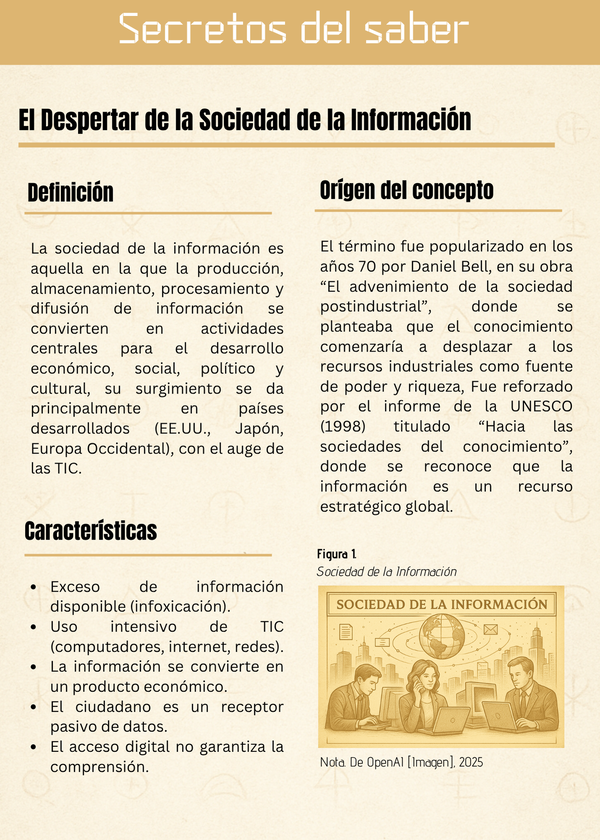 Secretos del saber
El Despertar de la Sociedad de la Información
Definición
La sociedad de la información es
aquella en la que la producción,
almacenamiento, procesamiento y
difusión de información se
convierten en actividades
centrales para el desarrollo
económico, social, político y
cultural, su surgimiento se da
principalmente en países
desarrollados (EE.UU., Japón,
Europa Occidental), con el auge de
las TIC.
Características
• Exceso de información
disponible (infoxicación).
• Uso intensivo de TIC
(computadores, internet, redes).
• La información se convierte en
un producto económico.
• El ciudadano es un receptor
pasivo de datos.
• El acceso digital no garantiza la
comprensión.
Orígen del concepto
El término fue popularizado en los
años 70 por Daniel Bell, en su obra
“El advenimiento de la sociedad
postindustrial”, donde se
planteaba que el conocimiento
comenzaría a desplazar a los
recursos industriales como fuente
de poder y riqueza, Fue reforzado
por el informe de la UNESCO
(1998) titulado “Hacia las
sociedades del conocimiento”,
donde se reconoce que la
información es un recurso
estratégico global.
Figura 1.
Sociedad de la Información
SOCIEDAD DE LA INFORMACIÓN
Nota. De OpenAI [Imagen], 2025